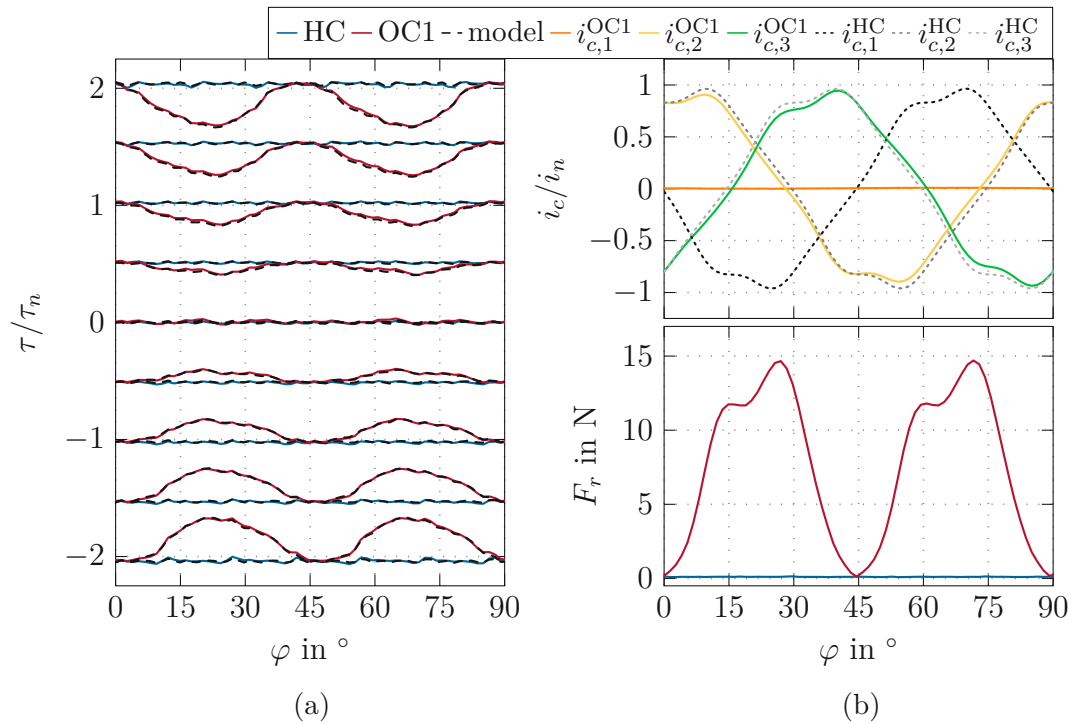 HC OC1 model i_{c,1}^{OC1} i_{c,2}^{OC1} i_{c,3}^{OC1} i_{c,1}^{HC} i_{c,2}^{HC} i_{c,3}^{HC}
τ/τ_n
2
1
0
−1
−2
0 15 30 45 60 75 90
φ in °
(a)
i_c/i_n
1
0.5
0
−0.5
−1
F_r in N
15
10
5
0
0 15 30 45 60 75 90
φ in °
(b)